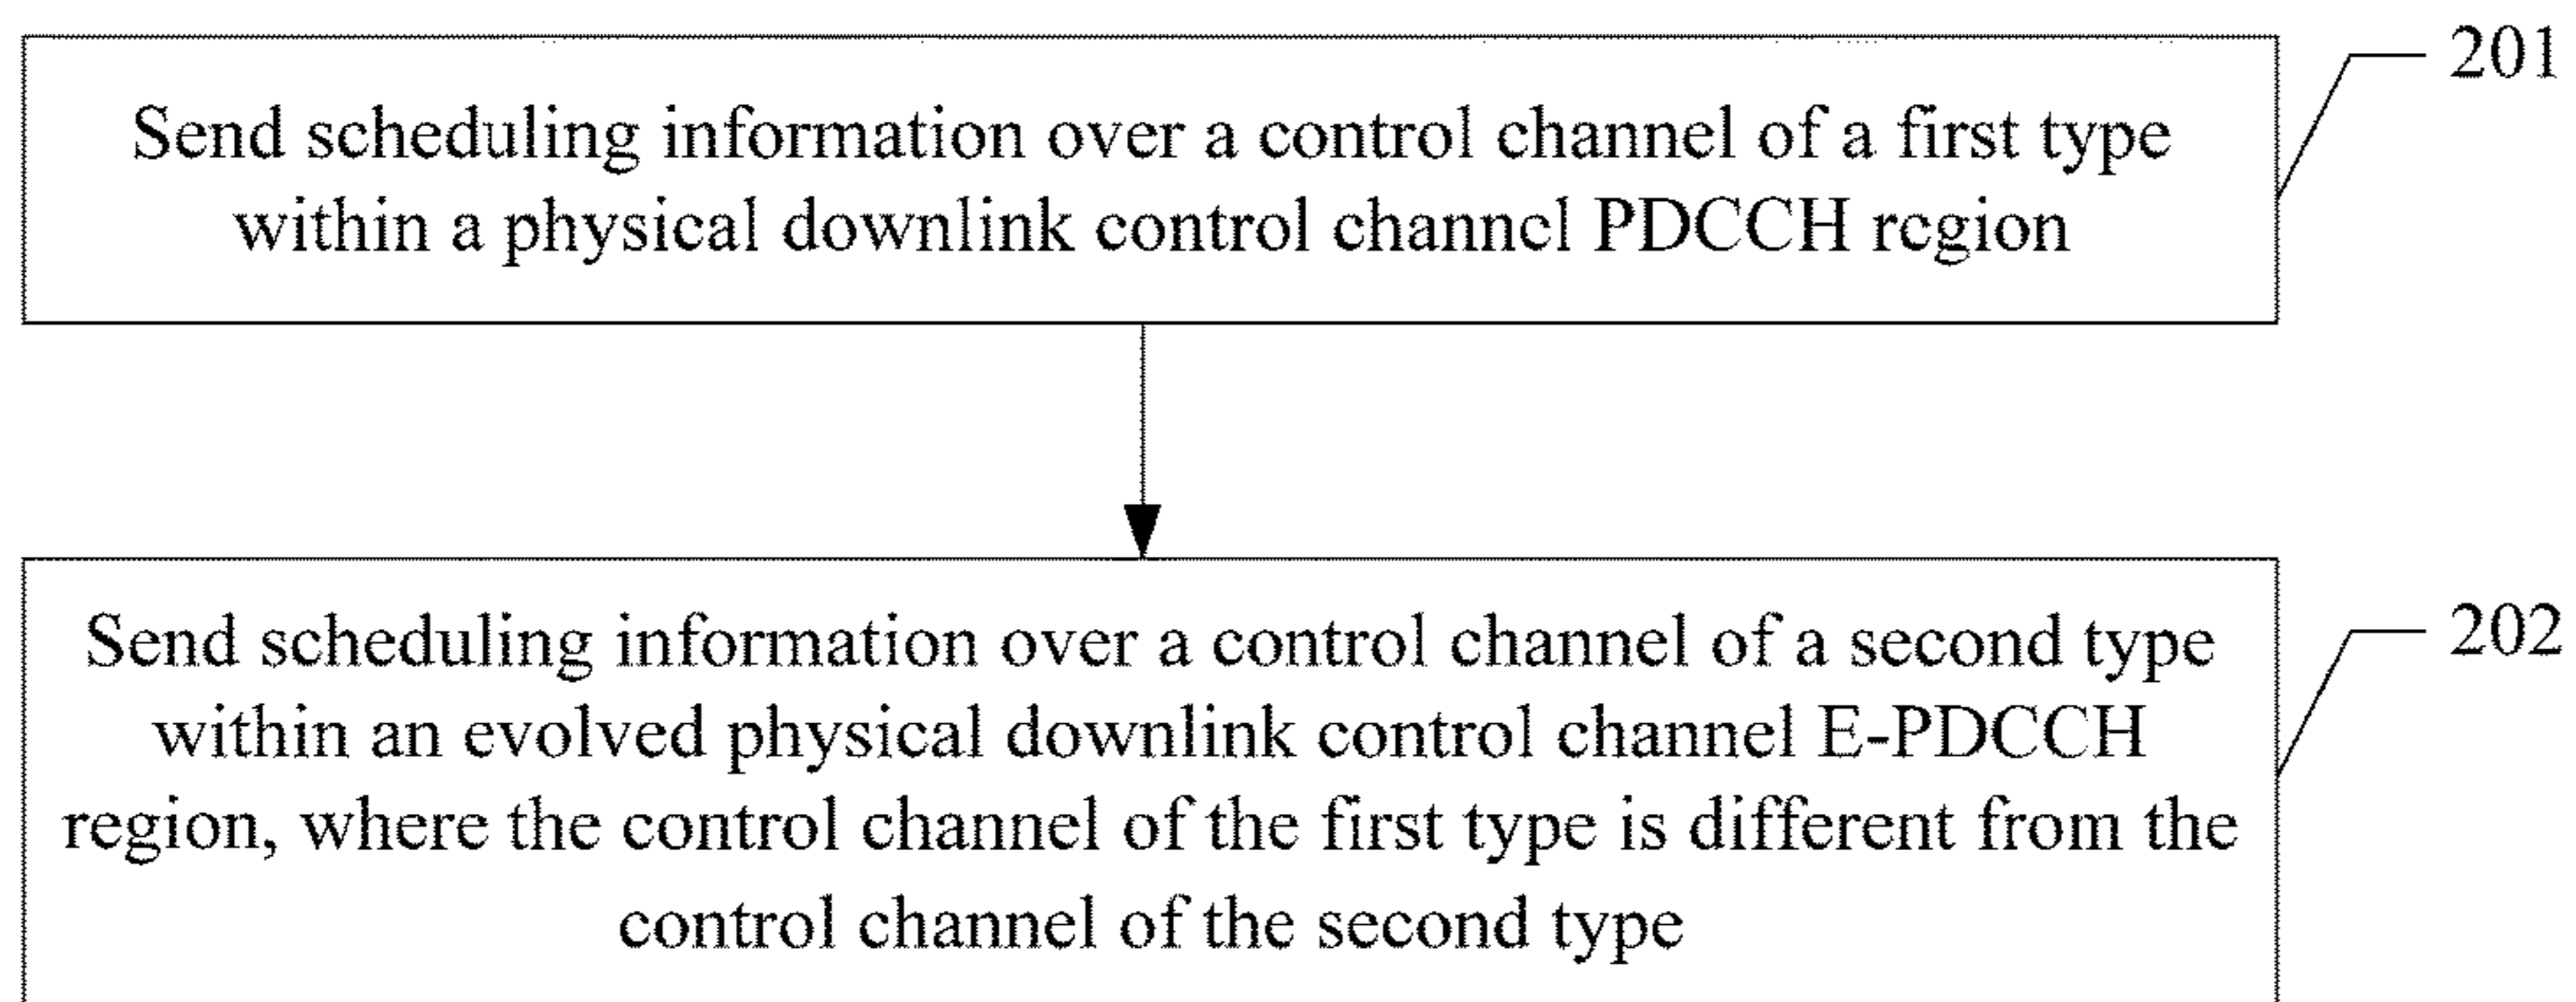 Send scheduling information over a control channel of a first type
within a physical downlink control channel PDCCH region
201
Send scheduling information over a control channel of a second type
within an evolved physical downlink control channel E-PDCCH
region, where the control channel of the first type is different from the
control channel of the second type
202